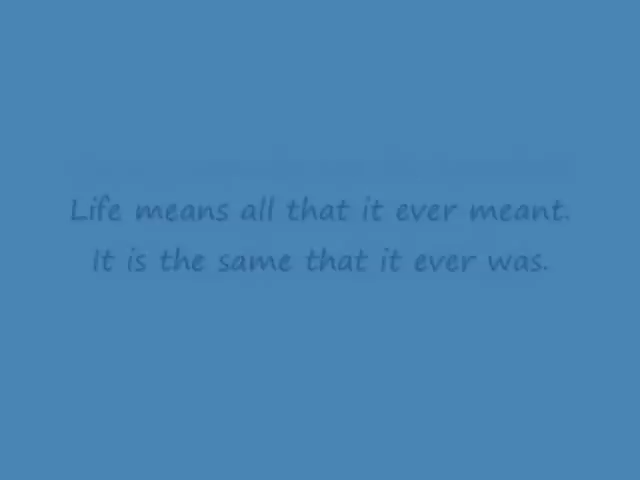 Life means all that it ever meant.
It is the same that it ever was.